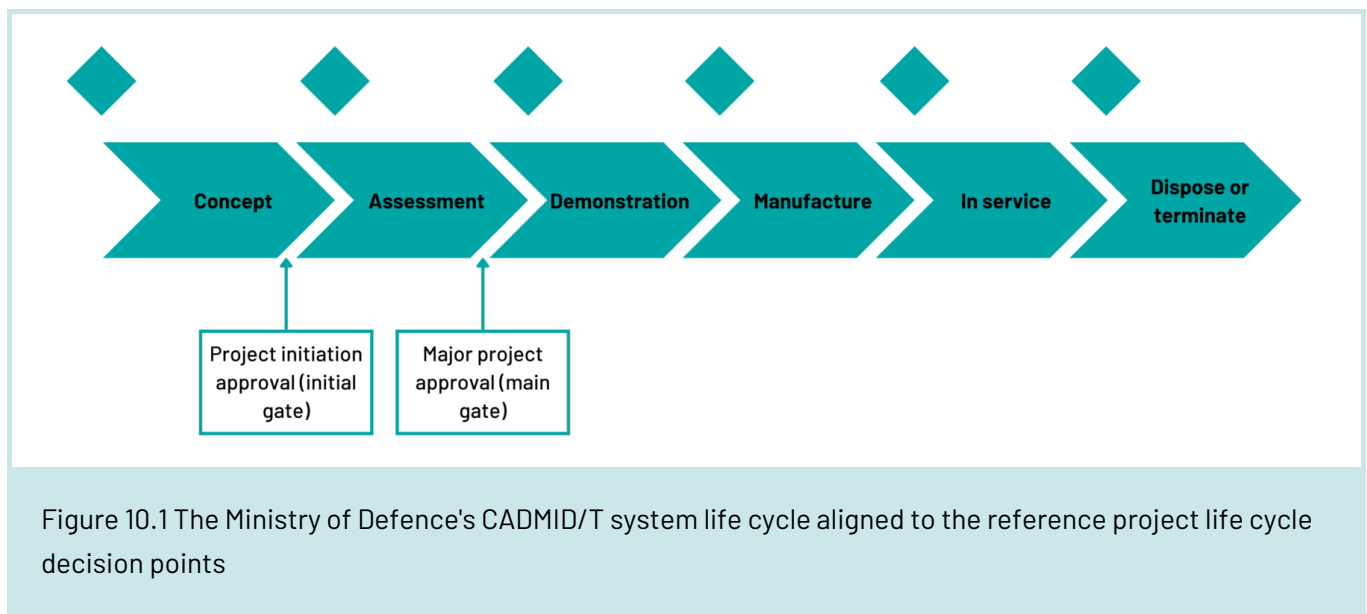 Concept
Assessment
Demonstration
Manufacture
In service
Dispose or
terminate
Project initiation
approval (initial
gate)
Major project
approval (main
gate)
Figure 10.1 The Ministry of Defence's CADMID/T system life cycle aligned to the reference project life cycle
decision points